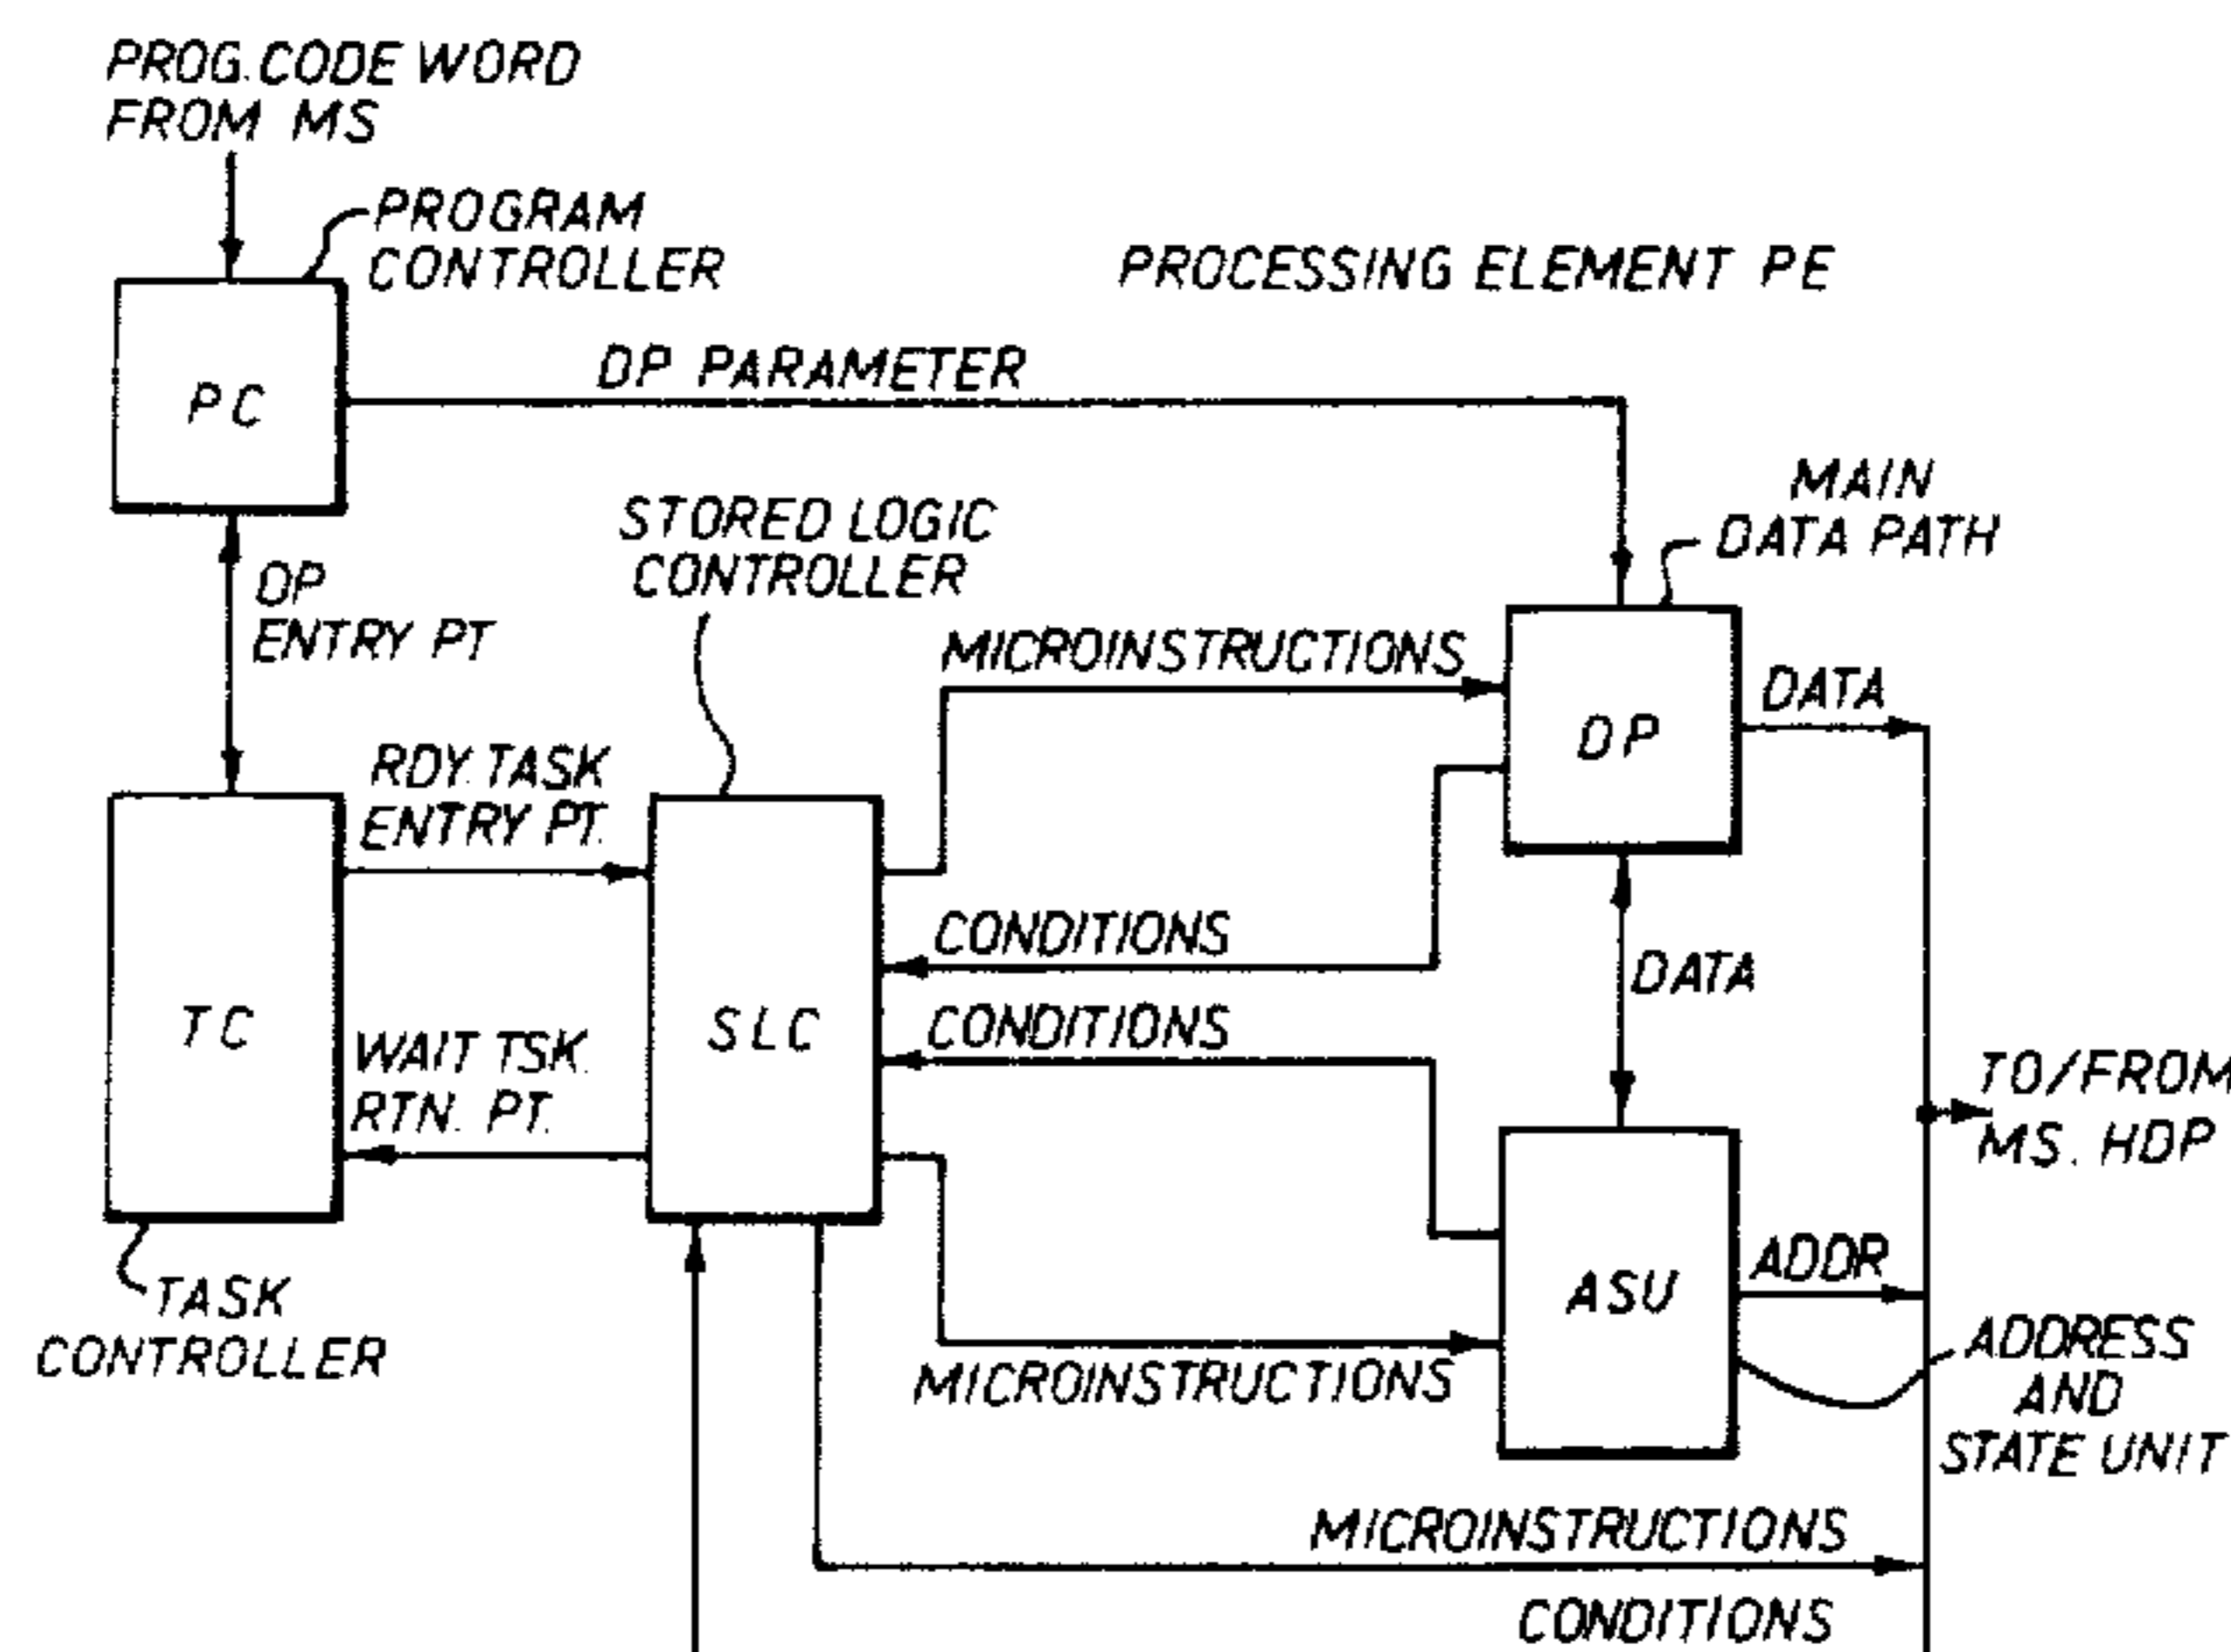 PROG. CODE WORD
FROM MS
PROGRAM
CONTROLLER
PROCESSING ELEMENT PE
PC
DP PARAMETER
MAIN
DATA PATH
STORED LOGIC
CONTROLLER
OP
ENTRY PT
MICROINSTRUCTIONS
DATA
DP
RDY. TASK
ENTRY PT.
CONDITIONS
DATA
TC
SLC
CONDITIONS
WAIT TSK.
RTN. PT.
TO/FROM
MS. HDP
ADDR
ASU
TASK
CONTROLLER
MICROINSTRUCTIONS
ADDRESS
AND
STATE UNIT
MICROINSTRUCTIONS
CONDITIONS